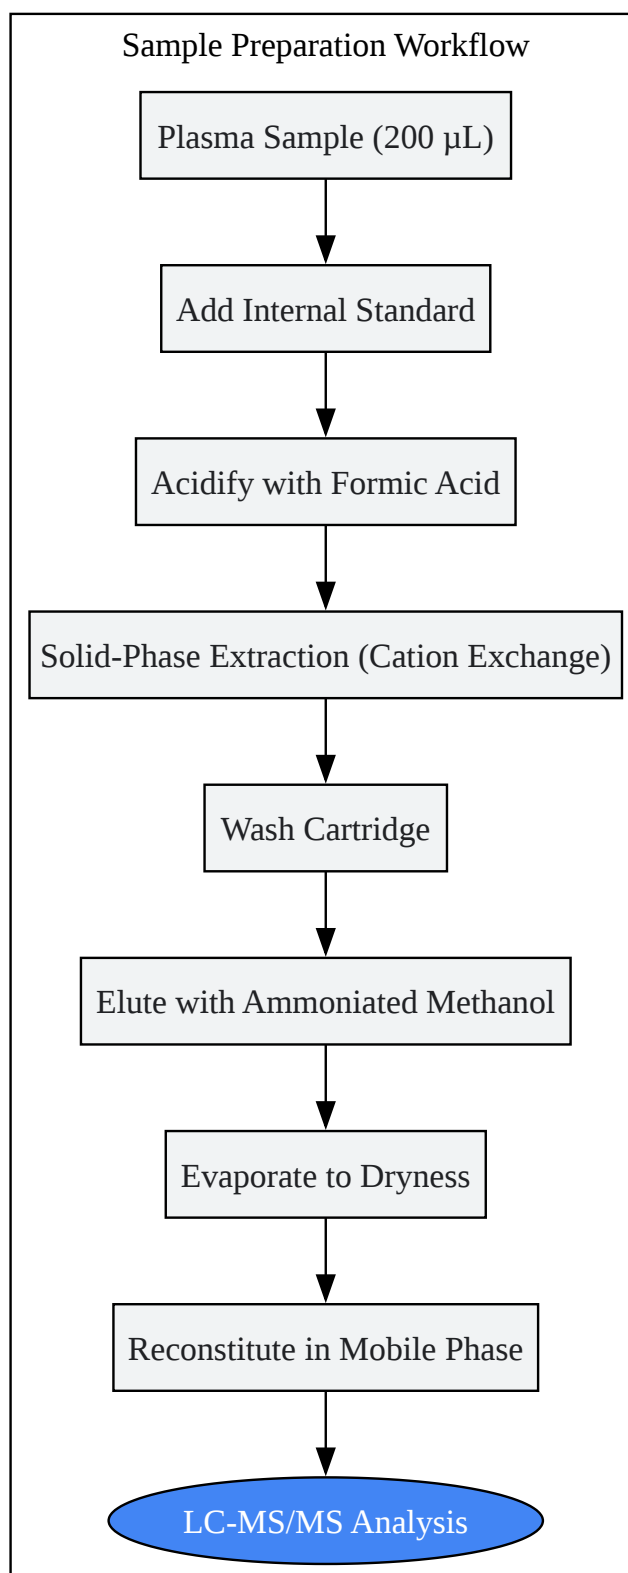 Sample Preparation Workflow
Plasma Sample (200 µL)
Add Internal Standard
Acidify with Formic Acid
Solid-Phase Extraction (Cation Exchange)
Wash Cartridge
Elute with Ammoniated Methanol
Evaporate to Dryness
Reconstitute in Mobile Phase
LC-MS/MS Analysis